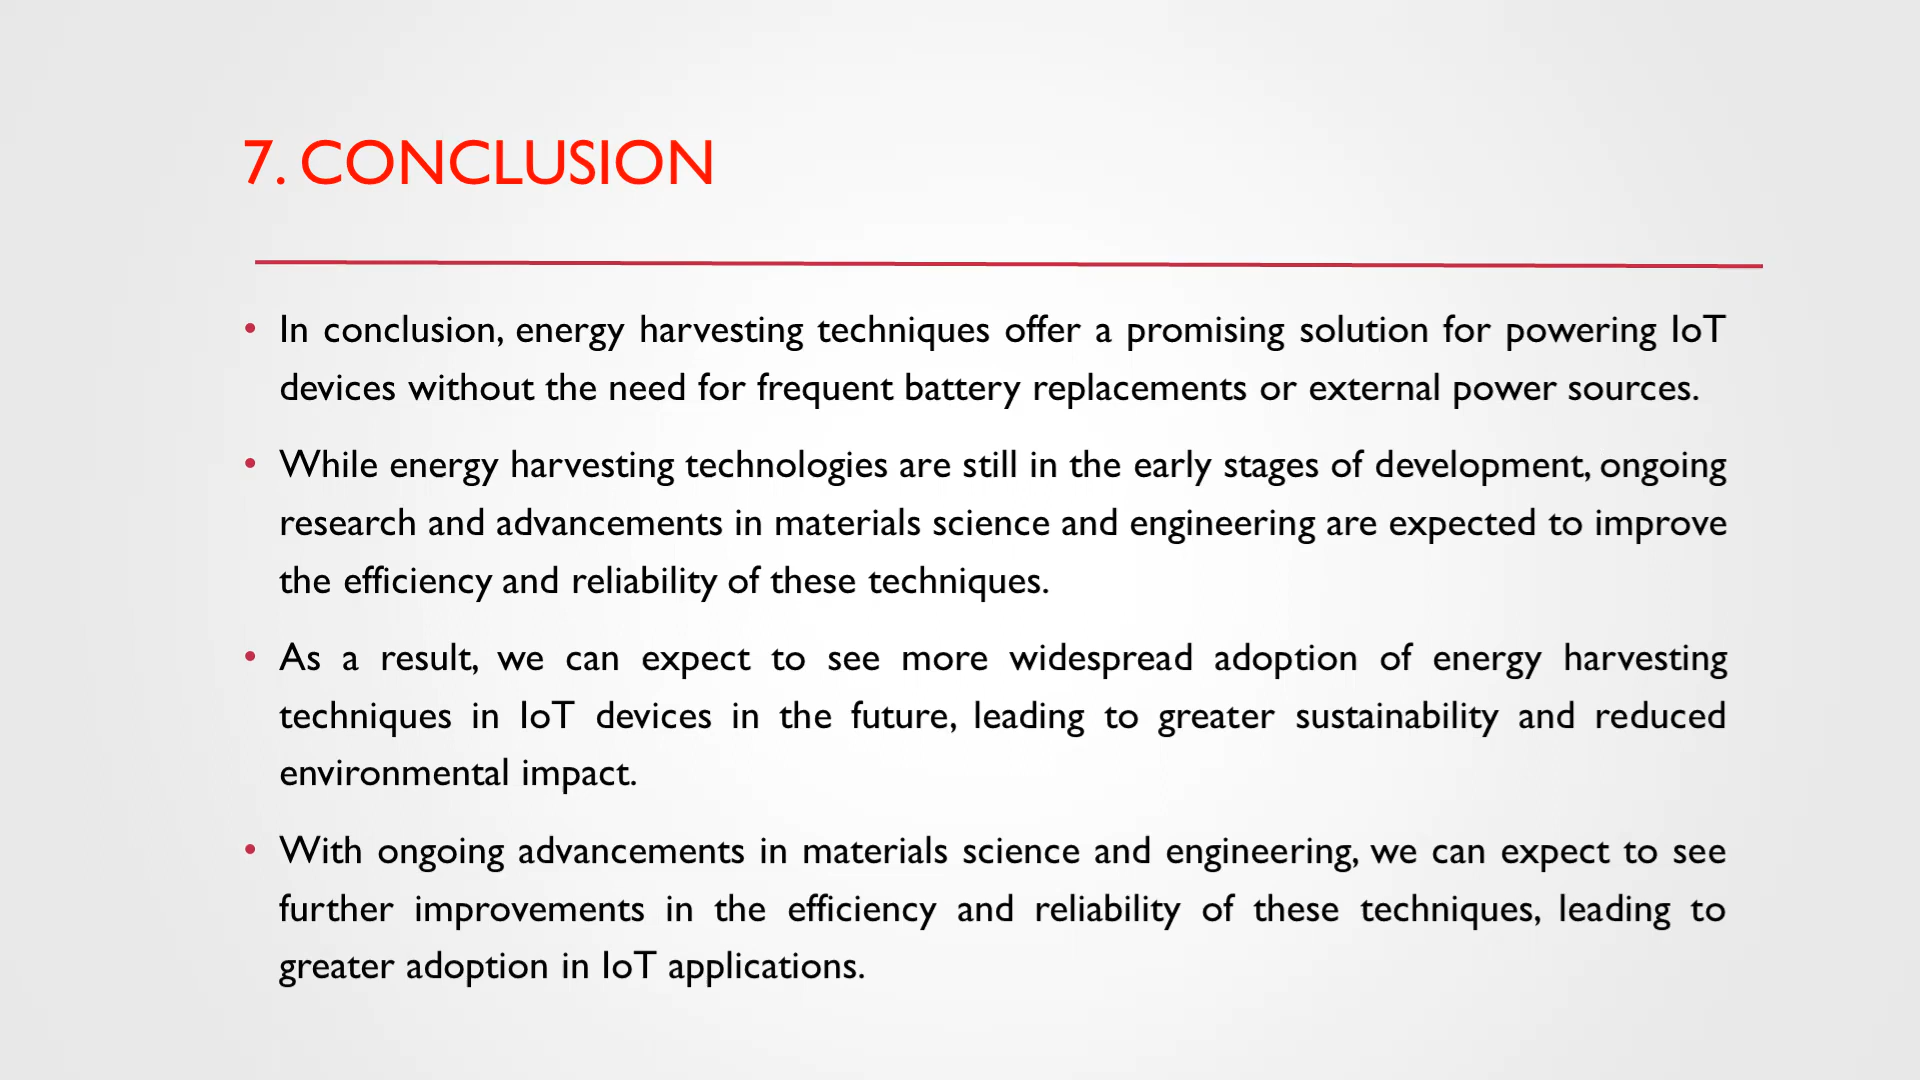 7. CONCLUSION
• In conclusion, energy harvesting techniques offer a promising solution for powering IoT
devices without the need for frequent battery replacements or external power sources.
• While energy harvesting technologies are still in the early stages of development, ongoing
research and advancements in materials science and engineering are expected to improve
the efficiency and reliability of these techniques.
• As a result, we can expect to see more widespread adoption of energy harvesting
techniques in IoT devices in the future, leading to greater sustainability and reduced
environmental impact.
• With ongoing advancements in materials science and engineering, we can expect to see
further improvements in the efficiency and reliability of these techniques, leading to
greater adoption in IoT applications.